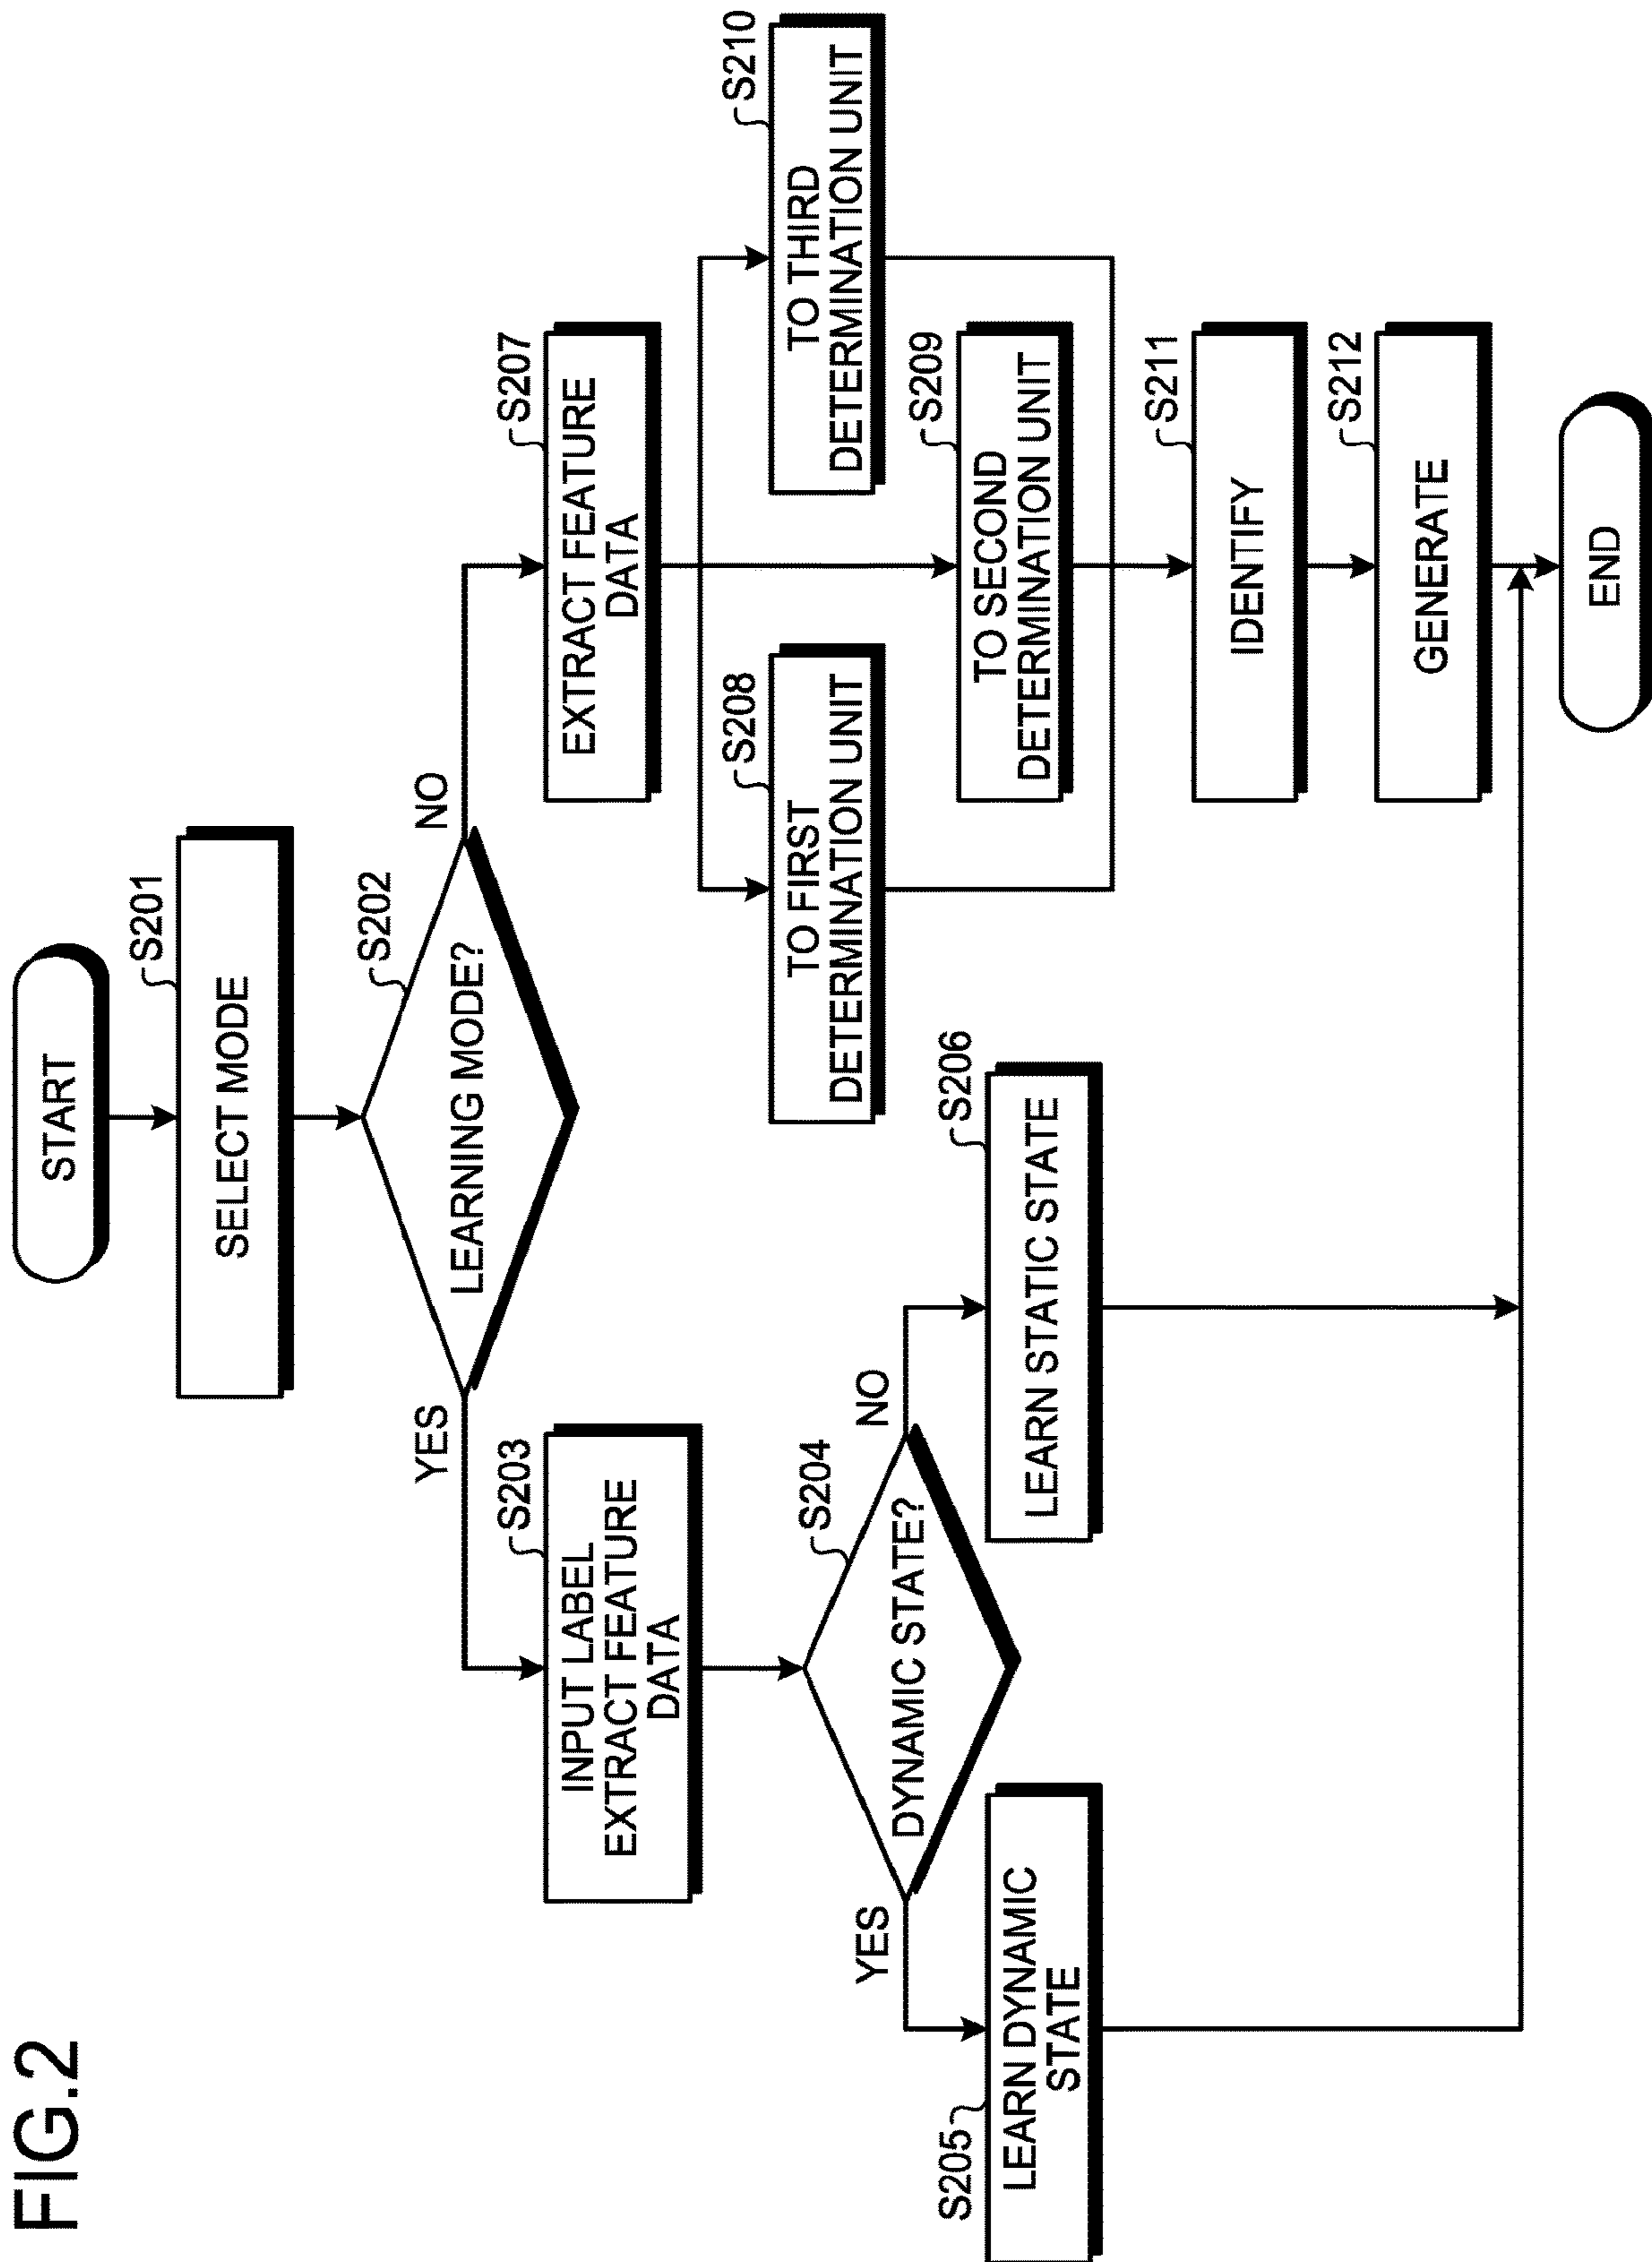 FIG.2
START
S201
SELECT MODE
S202
LEARNING MODE?
YES
NO
S203
INPUT LABEL
EXTRACT FEATURE
DATA
S204
DYNAMIC STATE?
YES
NO
S205
LEARN DYNAMIC
STATE
S206
LEARN STATIC STATE
S207
EXTRACT FEATURE
DATA
S208
TO FIRST
DETERMINATION UNIT
S210
TO THIRD
DETERMINATION UNIT
S209
TO SECOND
DETERMINATION UNIT
S211
IDENTIFY
S212
GENERATE
END